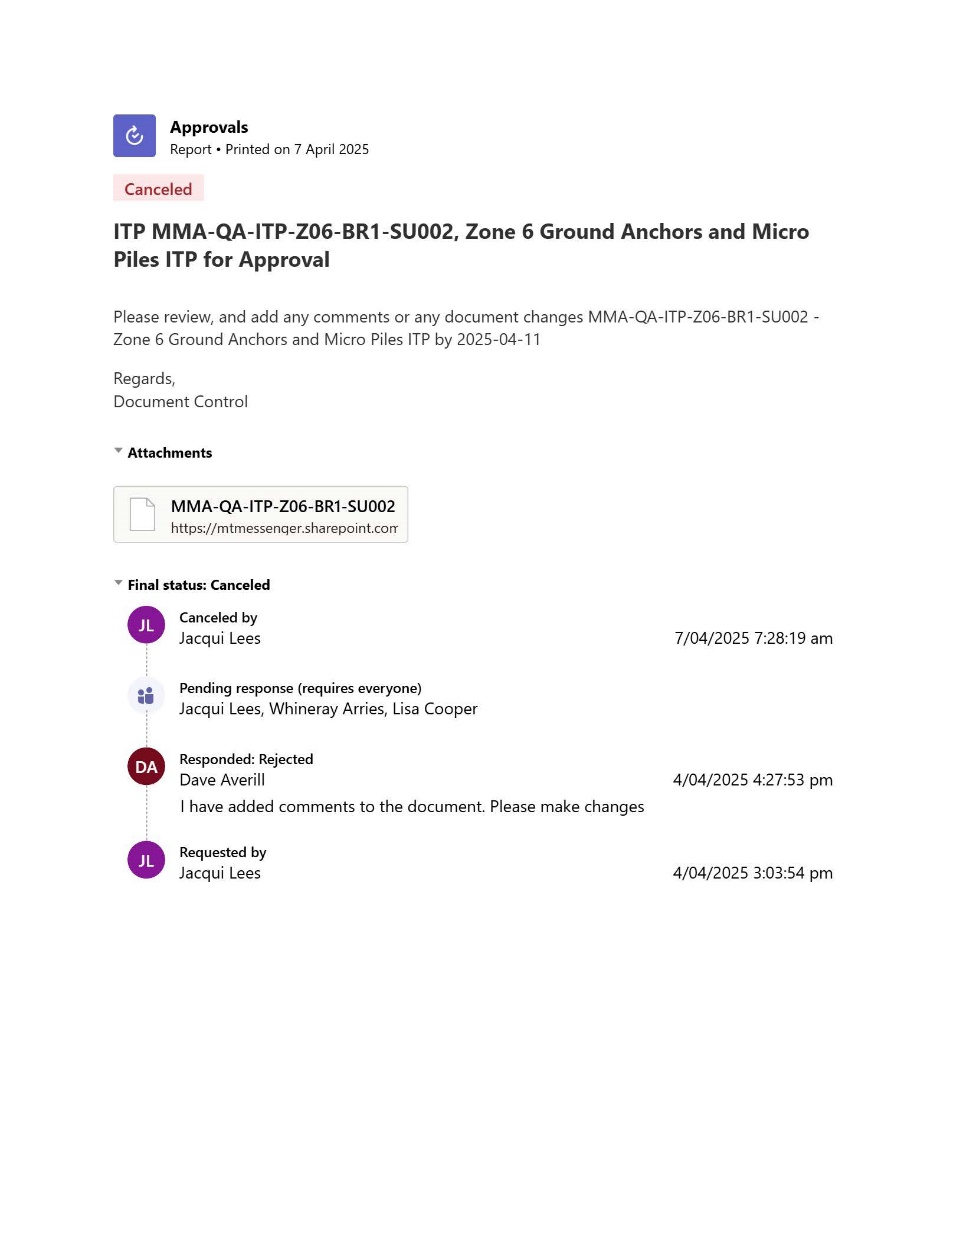 Approvals
Report • Printed on 7 April 2025
Canceled
ITP MMA-QA-ITP-Z06-BR1-SU002, Zone 6 Ground Anchors and Micro
Piles ITP for Approval
Please review, and add any comments or any document changes MMA-QA-ITP-Z06-BR1-SU002 -
Zone 6 Ground Anchors and Micro Piles ITP by 2025-04-11
Regards,
Document Control
Attachments
MMA-QA-ITP-Z06-BR1-SU002
https://mtmessenger.sharepoint.com
Final status: Canceled
JL
Canceled by
Jacqui Lees
7/04/2025 7:28:19 am
Pending response (requires everyone)
Jacqui Lees, Whineray Arries, Lisa Cooper
DA
Responded: Rejected
Dave Averill
4/04/2025 4:27:53 pm
I have added comments to the document. Please make changes
JL
Requested by
Jacqui Lees
4/04/2025 3:03:54 pm